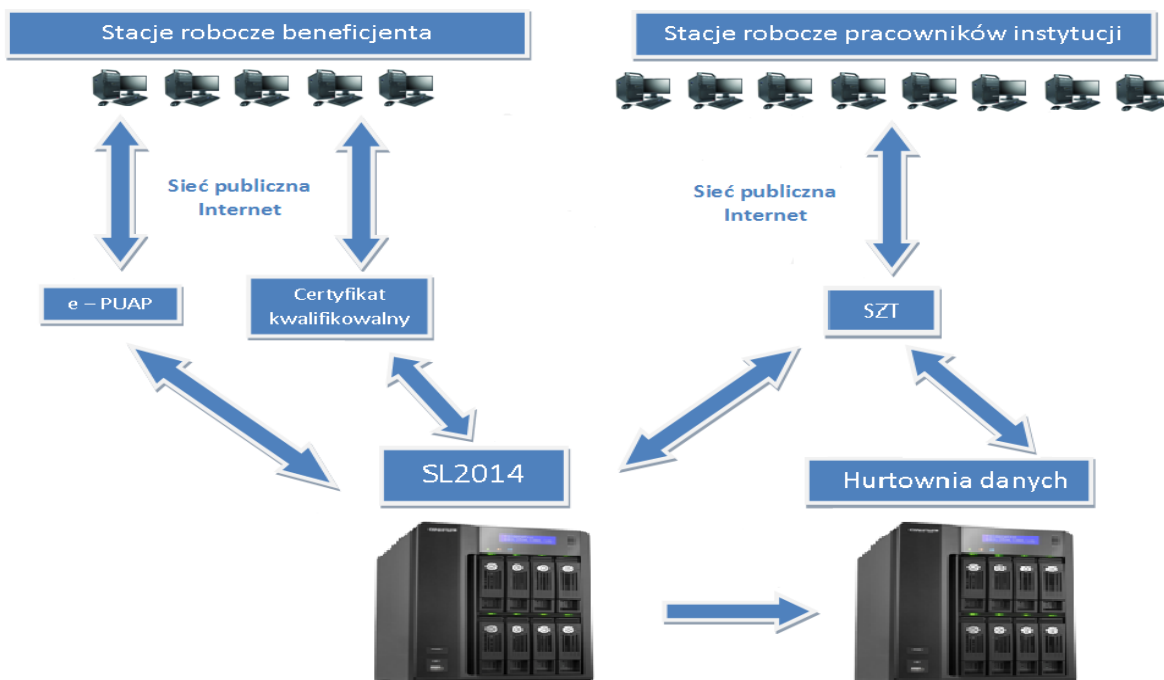 Stacje robocze beneficjenta
Stacje robocze pracowników instytucji
Sieć publiczna
Internet
Sieć publiczna
Internet
e – PUAP
Certyfikat
kwalifikowalny
SZT
SL2014
Hurtownia danych